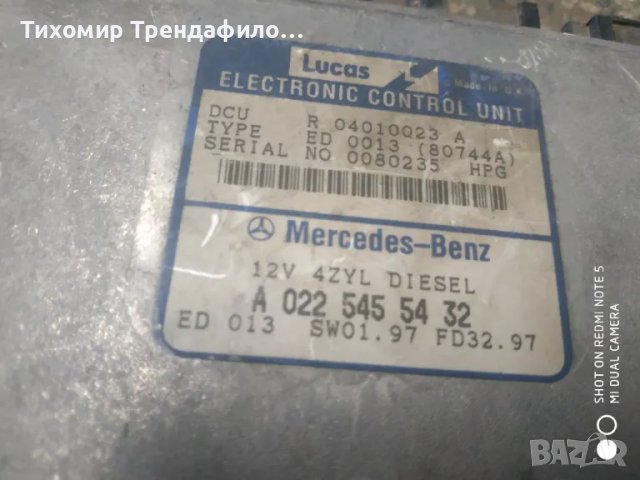 Тихомир Трендафило...
Lucas
Made in U.K
ELECTRONIC CONTROL UNIT
DCU R 04010023 A
TYPE ED 0013 (80744A)
SERIAL NO 0080235 HPG
Mercedes-Benz
12V 4ZYL DIESEL
A 022 545 54 32
ED 013 SW01.97 FD32.97
SHOT ON REDMI NOTE 5
MI DUAL CAMERA
BAZAR